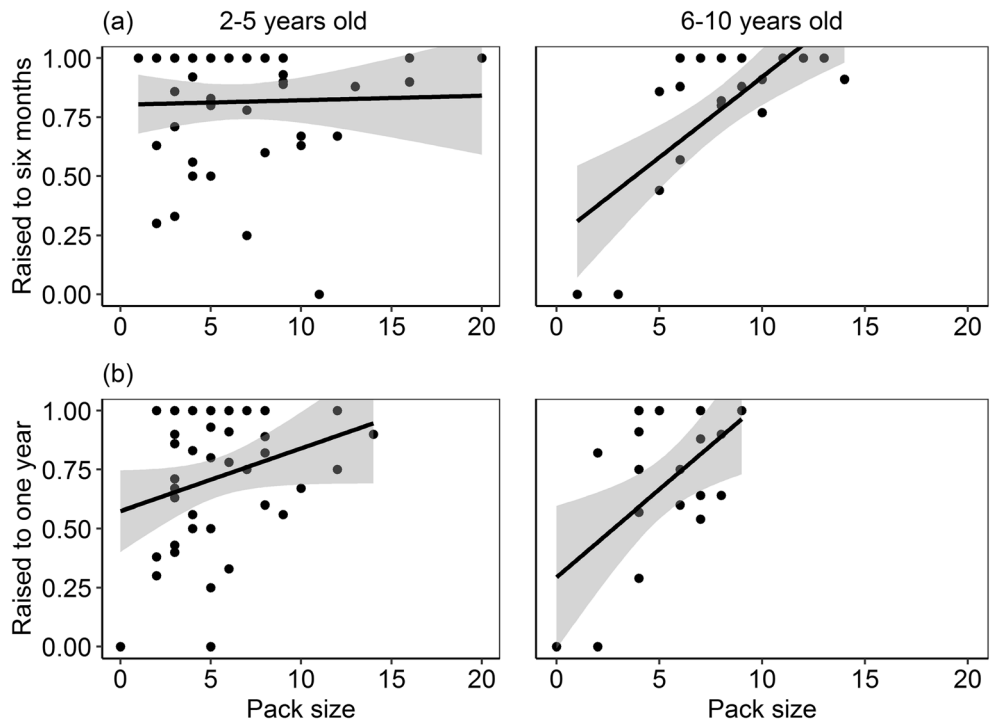 (a)
2-5 years old
6-10 years old
Raised to six months
1.00
0.75
0.50
0.25
0.00
0 5 10 15 20
0 5 10 15 20
(b)
Raised to one year
1.00
0.75
0.50
0.25
0.00
0 5 10 15 20
0 5 10 15 20
Pack size
Pack size